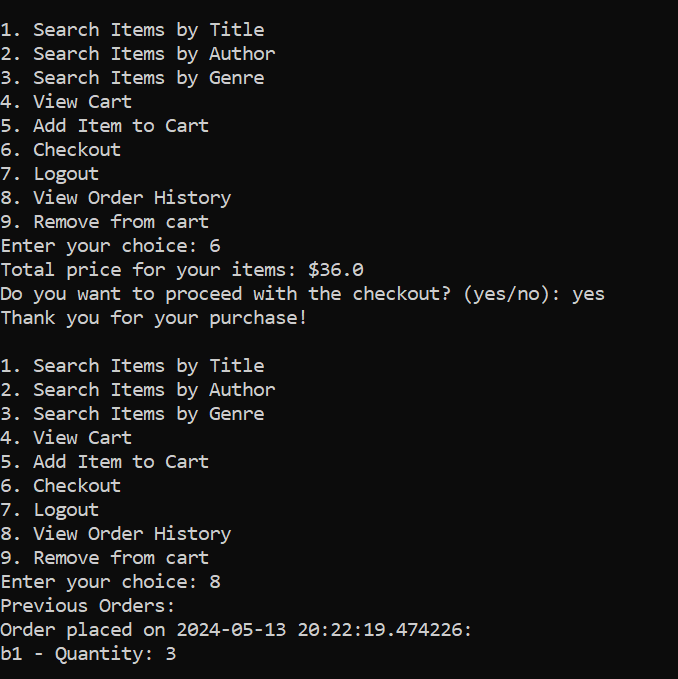 1. Search Items by Title
2. Search Items by Author
3. Search Items by Genre
4. View Cart
5. Add Item to Cart
6. Checkout
7. Logout
8. View Order History
9. Remove from cart
Enter your choice: 6
Total price for your items: $36.0
Do you want to proceed with the checkout? (yes/no): yes
Thank you for your purchase!
1. Search Items by Title
2. Search Items by Author
3. Search Items by Genre
4. View Cart
5. Add Item to Cart
6. Checkout
7. Logout
8. View Order History
9. Remove from cart
Enter your choice: 8
Previous Orders:
Order placed on 2024-05-13 20:22:19.474226:
b1 - Quantity: 3